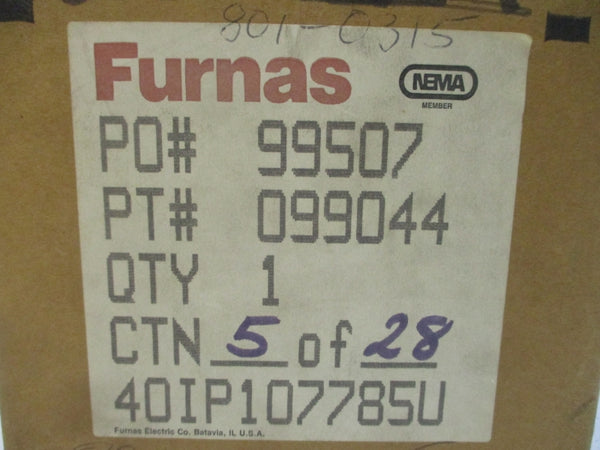 801-0315
Furnas
NEMA
MEMBER
PO# 99507
PT# 099044
QTY 1
CTN 5 of 28
40IP107785U
Furnas Electric Co. Batavia, IL U.S.A.